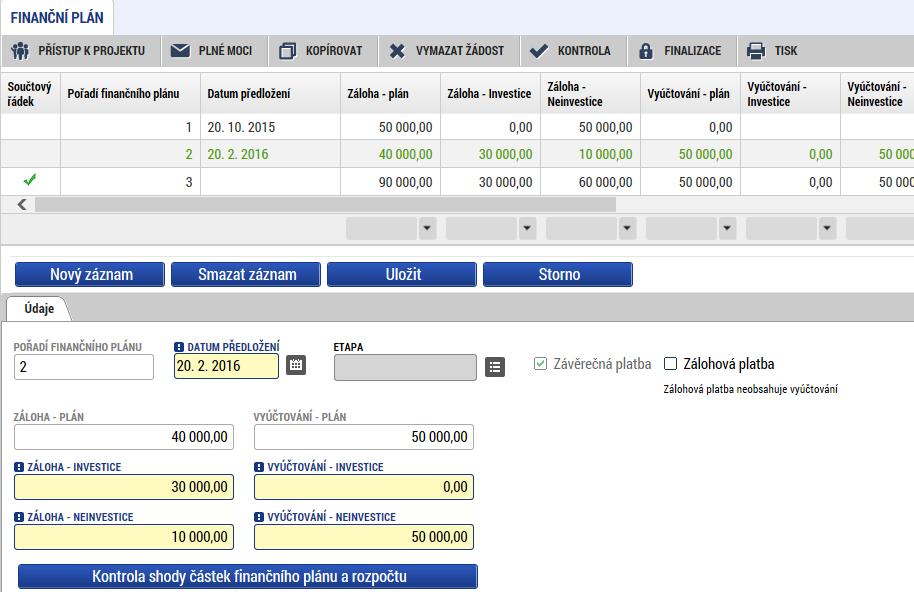 FINANČNÍ PLÁN
PŘÍSTUP K PROJEKTU PLNÉ MOCI KOPÍROVAT VYMAZAT ŽÁDOST KONTROLA FINALIZACE TISK
Součtový řádek Pořadí finančního plánu Datum předložení Záloha - plán Záloha - Investice Záloha - Neinvestice Vyúčtování - plán Vyúčtování - Investice Vyúčtování - Neinvestice
1 20. 10. 2015 50 000,00 0,00 50 000,00 0,00
2 20. 2. 2016 40 000,00 30 000,00 10 000,00 50 000,00 0,00 50 000
3 90 000,00 30 000,00 60 000,00 50 000,00 0,00 50 000
Nový záznam Smazat záznam Uložit Storno
Údaje
POŘADÍ FINANČNÍHO PLÁNU DATUM PŘEDLOŽENÍ ETAPA
2 20. 2. 2016 Závěrečná platba Zálohová platba
Zálohová platba neobsahuje vyúčtování
ZÁLOHA - PLÁN VYÚČTOVÁNÍ - PLÁN
40 000,00 50 000,00
ZÁLOHA - INVESTICE VYÚČTOVÁNÍ - INVESTICE
30 000,00 0,00
ZÁLOHA - NEINVESTICE VYÚČTOVÁNÍ - NEINVESTICE
10 000,00 50 000,00
Kontrola shody částek finančního plánu a rozpočtu